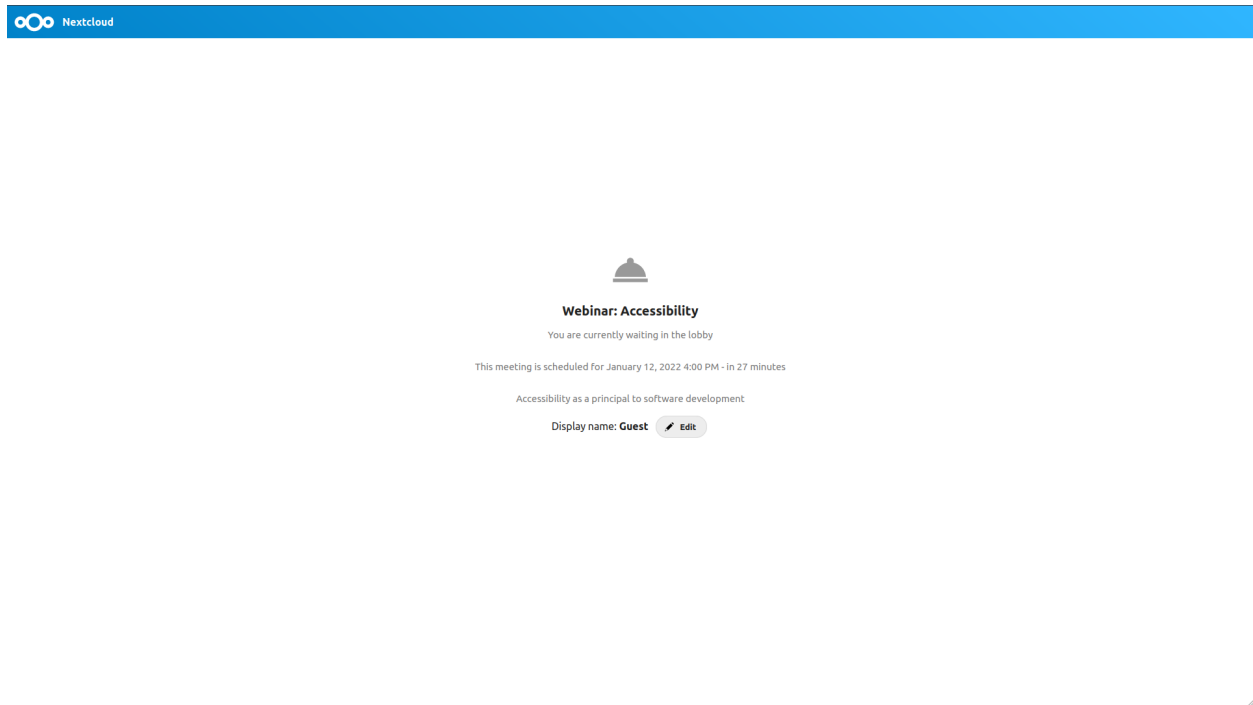 Nextcloud
Webinar: Accessibility
You are currently waiting in the lobby
This meeting is scheduled for January 12, 2022 4:00 PM - in 27 minutes
Accessibility as a principal to software development
Display name: Guest Edit